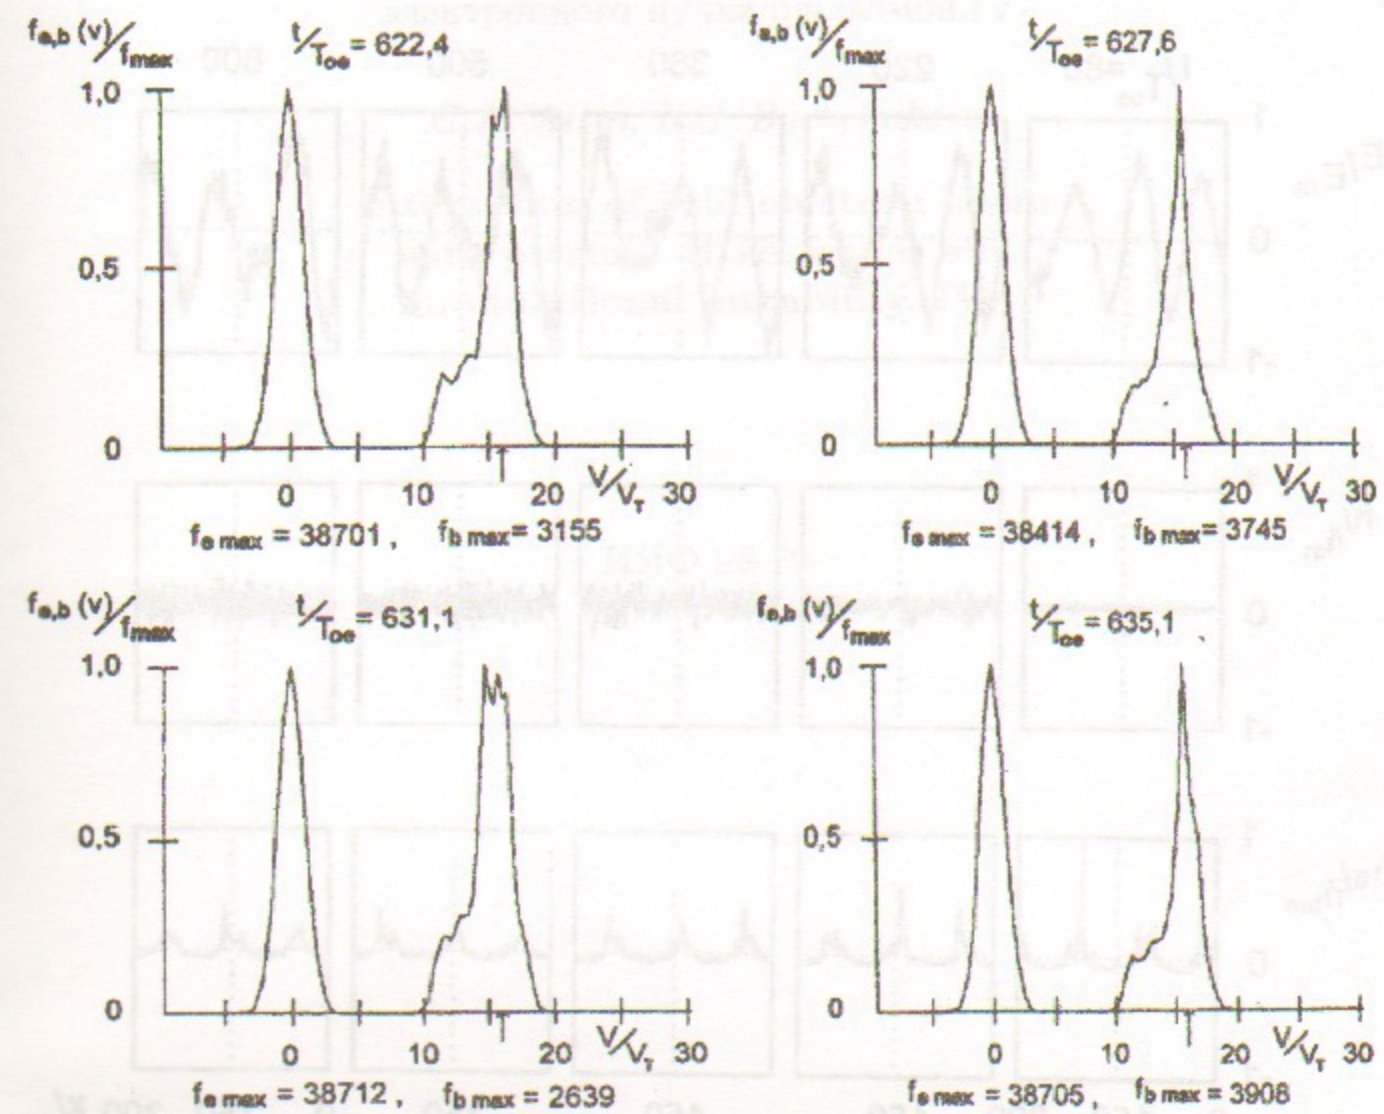 fe,b (v)/fmax t/Toe = 622,4
1,0
0,5
0
0 10 20 V/VT 30
fe max = 38701 , fb max = 3155
fe,b (v)/fmax t/Toe = 627,6
1,0
0,5
0
0 10 20 V/VT 30
fe max = 38414 , fb max = 3745
fe,b (v)/fmax t/Toe = 631,1
1,0
0,5
0
0 10 20 V/VT 30
fe max = 38712 , fb max = 2639
fe,b (v)/fmax t/Toe = 635,1
1,0
0,5
0
0 10 20 V/VT 30
fe max = 38705 , fb max = 3908